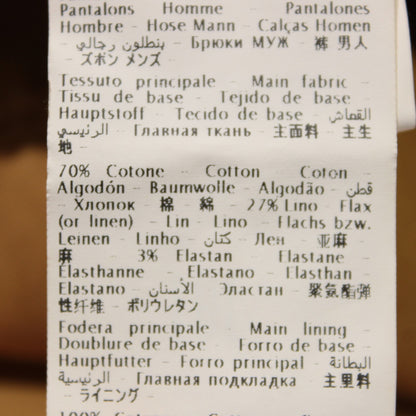 Pantalons Homme - Pantalones
Hombre - Hose Mann - Calças Homen
- بنطلون رجالي - Брюки МУЖ - 裤 男人
- ズボン メンズ -
Tessuto principale - Main fabric -
Tissu de base - Tejido de base -
Hauptstoff - Tecido de base - القماش
الرئيسي - Главная ткань - 主面料 - 主生
地 -
70% Cotone - Cotton - Coton -
Algodón - Baumwolle - Algodão - قطن
- Хлопок - 棉 - 綿 - 27% Lino - Flax
(or linen) - Lin - Lino - Flachs bzw.
Leinen - Linho - كتان - Лен - 亚麻 -
麻 - 3% Elastan - Elastane -
Elasthanne - Elastano - Elasthan -
Elastano - الأستان - Эластан - 聚氨酯弹
性纤维 - ポリウレタン
Fodera principale - Main lining -
Doublure de base - Forro de base -
Hauptfutter - Forro principal - البطانة
الرئيسية - Главная подкладка - 主里料
- ライニング -
100% Cotone